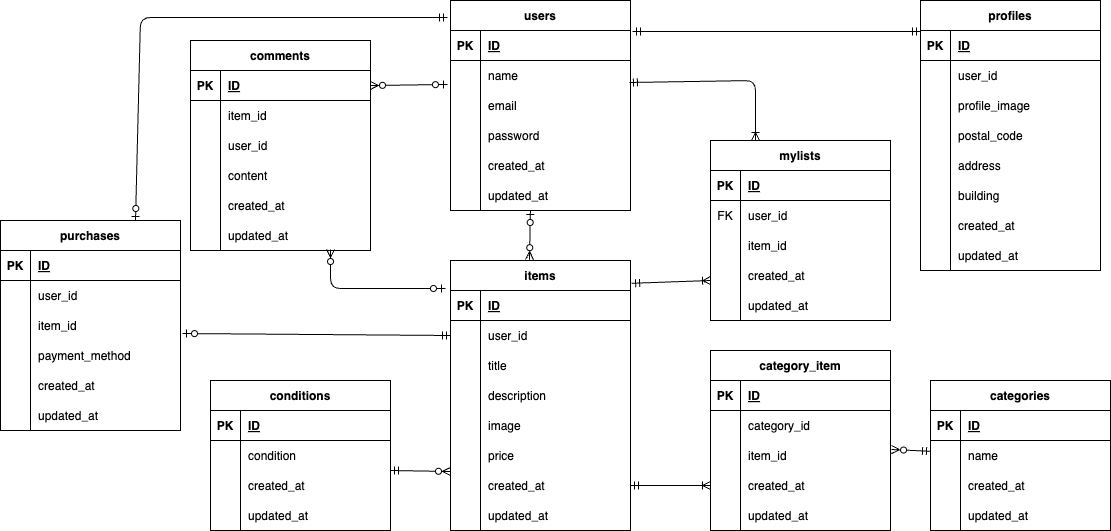 users
PK ID
name
email
password
created_at
updated_at
profiles
PK ID
user_id
profile_image
postal_code
address
building
created_at
updated_at
comments
PK ID
item_id
user_id
content
created_at
updated_at
mylists
PK ID
FK user_id
item_id
created_at
updated_at
purchases
PK ID
user_id
item_id
payment_method
created_at
updated_at
items
PK ID
user_id
title
description
image
price
created_at
updated_at
conditions
PK ID
condition
created_at
updated_at
category_item
PK ID
category_id
item_id
created_at
updated_at
categories
PK ID
name
created_at
updated_at